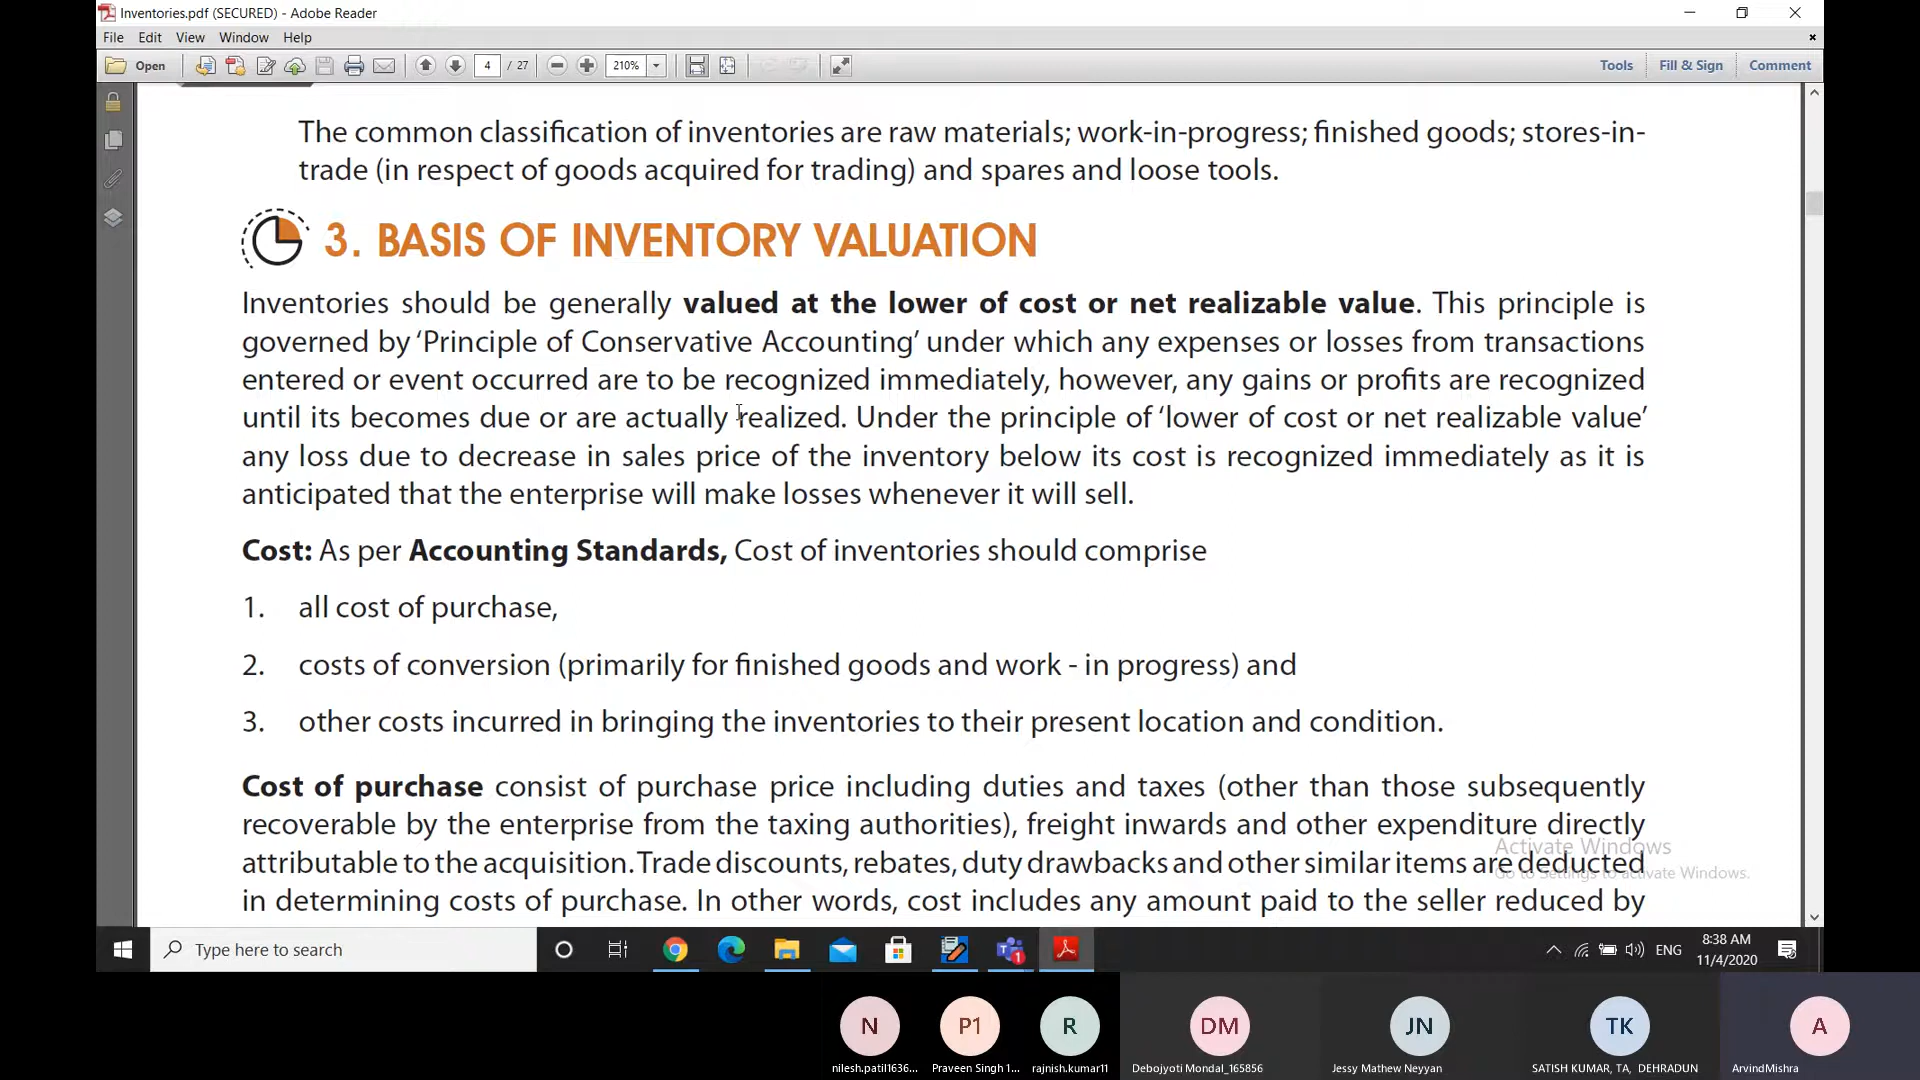 Inventories.pdf (SECURED) - Adobe Reader
File Edit View Window Help
Open 4 / 27 210% Tools Fill & Sign Comment
The common classification of inventories are raw materials; work-in-progress; finished goods; stores-in-
trade (in respect of goods acquired for trading) and spares and loose tools.
3. BASIS OF INVENTORY VALUATION
Inventories should be generally valued at the lower of cost or net realizable value. This principle is
governed by ‘Principle of Conservative Accounting’ under which any expenses or losses from transactions
entered or event occurred are to be recognized immediately, however, any gains or profits are recognized
until its becomes due or are actually realized. Under the principle of ‘lower of cost or net realizable value’
any loss due to decrease in sales price of the inventory below its cost is recognized immediately as it is
anticipated that the enterprise will make losses whenever it will sell.
Cost: As per Accounting Standards, Cost of inventories should comprise
1. all cost of purchase,
2. costs of conversion (primarily for finished goods and work - in progress) and
3. other costs incurred in bringing the inventories to their present location and condition.
Cost of purchase consist of purchase price including duties and taxes (other than those subsequently
recoverable by the enterprise from the taxing authorities), freight inwards and other expenditure directly
attributable to the acquisition. Trade discounts, rebates, duty drawbacks and other similar items are deducted
in determining costs of purchase. In other words, cost includes any amount paid to the seller reduced by
Activate Windows
Go to Settings to activate Windows.
Type here to search
1
ENG
8:38 AM
11/4/2020
N P1 R DM JN TK A
nilesh.patil1636... Praveen Singh 1... rajnish.kumar11 Debojyoti Mondal_165856 Jessy Mathew Neyyan SATISH KUMAR, TA, DEHRADUN ArvindMishra